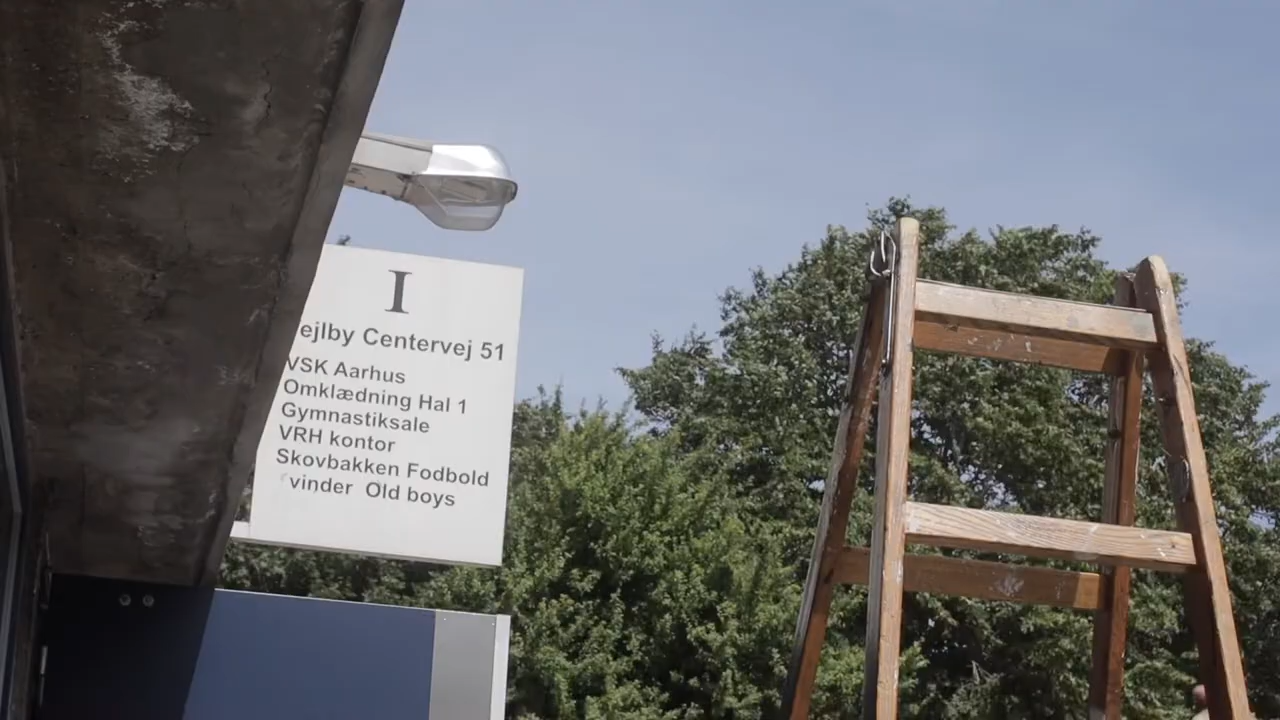 I
ejlby Centervej 51
VSK Aarhus
Omklædning Hal 1
Gymnastiksale
VRH kontor
Skovbakken Fodbold
vinder Old boys